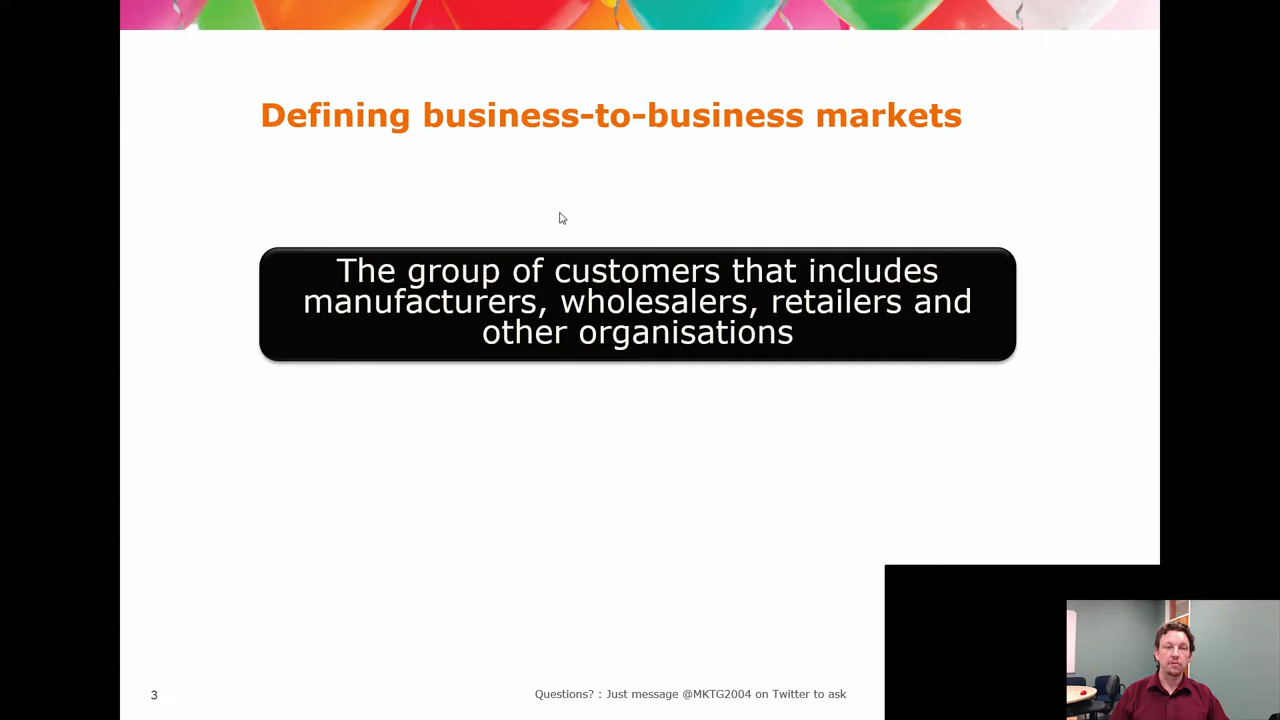 Defining business-to-business markets
The group of customers that includes
manufacturers, wholesalers, retailers and
other organisations
3
Questions? : Just message @MKTG2004 on Twitter to ask